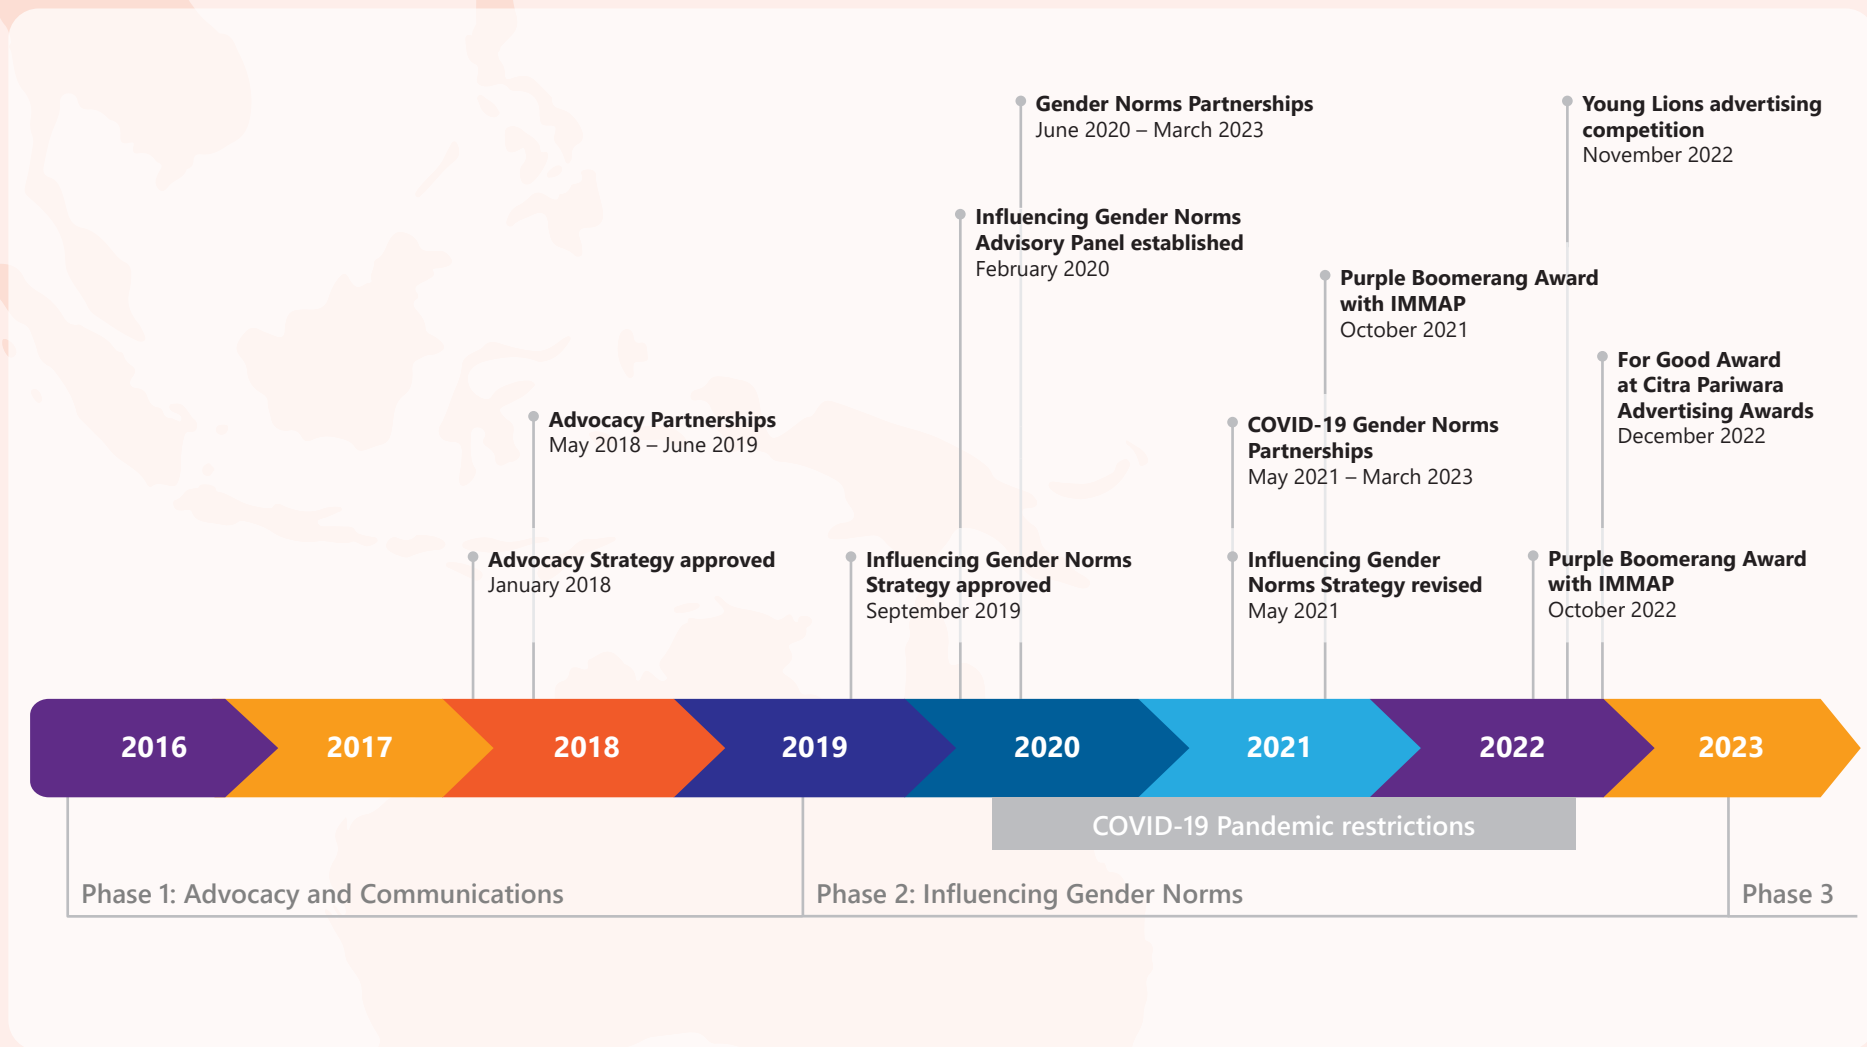 Gender Norms Partnerships
June 2020 – March 2023
Young Lions advertising
competition
November 2022
Influencing Gender Norms
Advisory Panel established
February 2020
Purple Boomerang Award
with IMMAP
October 2021
For Good Award
at Citra Pariwara
Advertising Awards
December 2022
Advocacy Partnerships
May 2018 – June 2019
COVID-19 Gender Norms
Partnerships
May 2021 – March 2023
Advocacy Strategy approved
January 2018
Influencing Gender Norms
Strategy approved
September 2019
Influencing Gender
Norms Strategy revised
May 2021
Purple Boomerang Award
with IMMAP
October 2022
2016
2017
2018
2019
2020
2021
2022
2023
COVID-19 Pandemic restrictions
Phase 1: Advocacy and Communications
Phase 2: Influencing Gender Norms
Phase 3